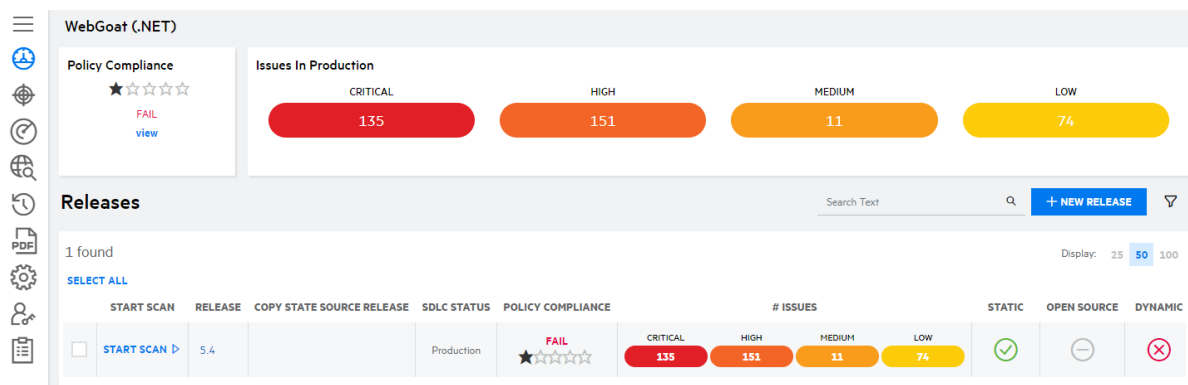 WebGoat (.NET)
Policy Compliance
FAIL
view
Issues In Production
CRITICAL HIGH MEDIUM LOW
135 151 11 74
Releases
Search Text
+ NEW RELEASE
1 found
Display: 25 50 100
SELECT ALL
START SCAN RELEASE COPY STATE SOURCE RELEASE SDLC STATUS POLICY COMPLIANCE # ISSUES STATIC OPEN SOURCE DYNAMIC
START SCAN 5.4 Production FAIL
CRITICAL HIGH MEDIUM LOW
135 151 11 74
PDF